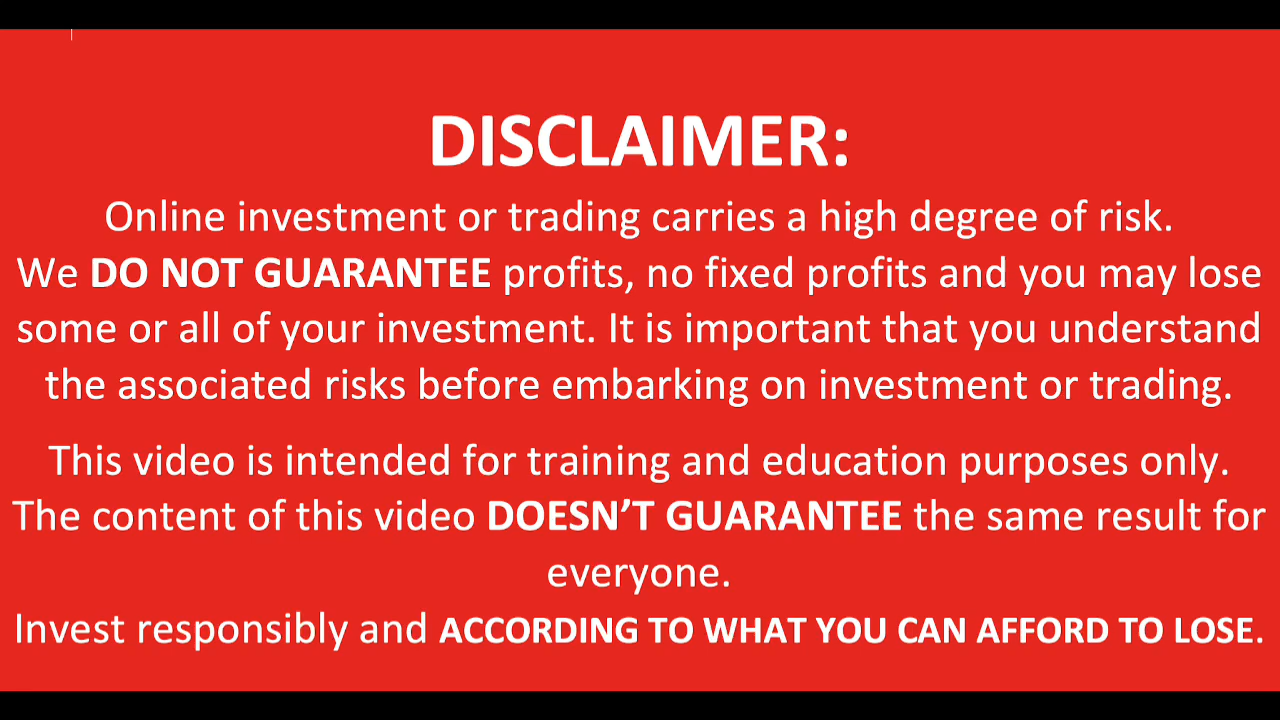 DISCLAIMER:
Online investment or trading carries a high degree of risk.
We DO NOT GUARANTEE profits, no fixed profits and you may lose
some or all of your investment. It is important that you understand
the associated risks before embarking on investment or trading.
This video is intended for training and education purposes only.
The content of this video DOESN’T GUARANTEE the same result for
everyone.
Invest responsibly and ACCORDING TO WHAT YOU CAN AFFORD TO LOSE.